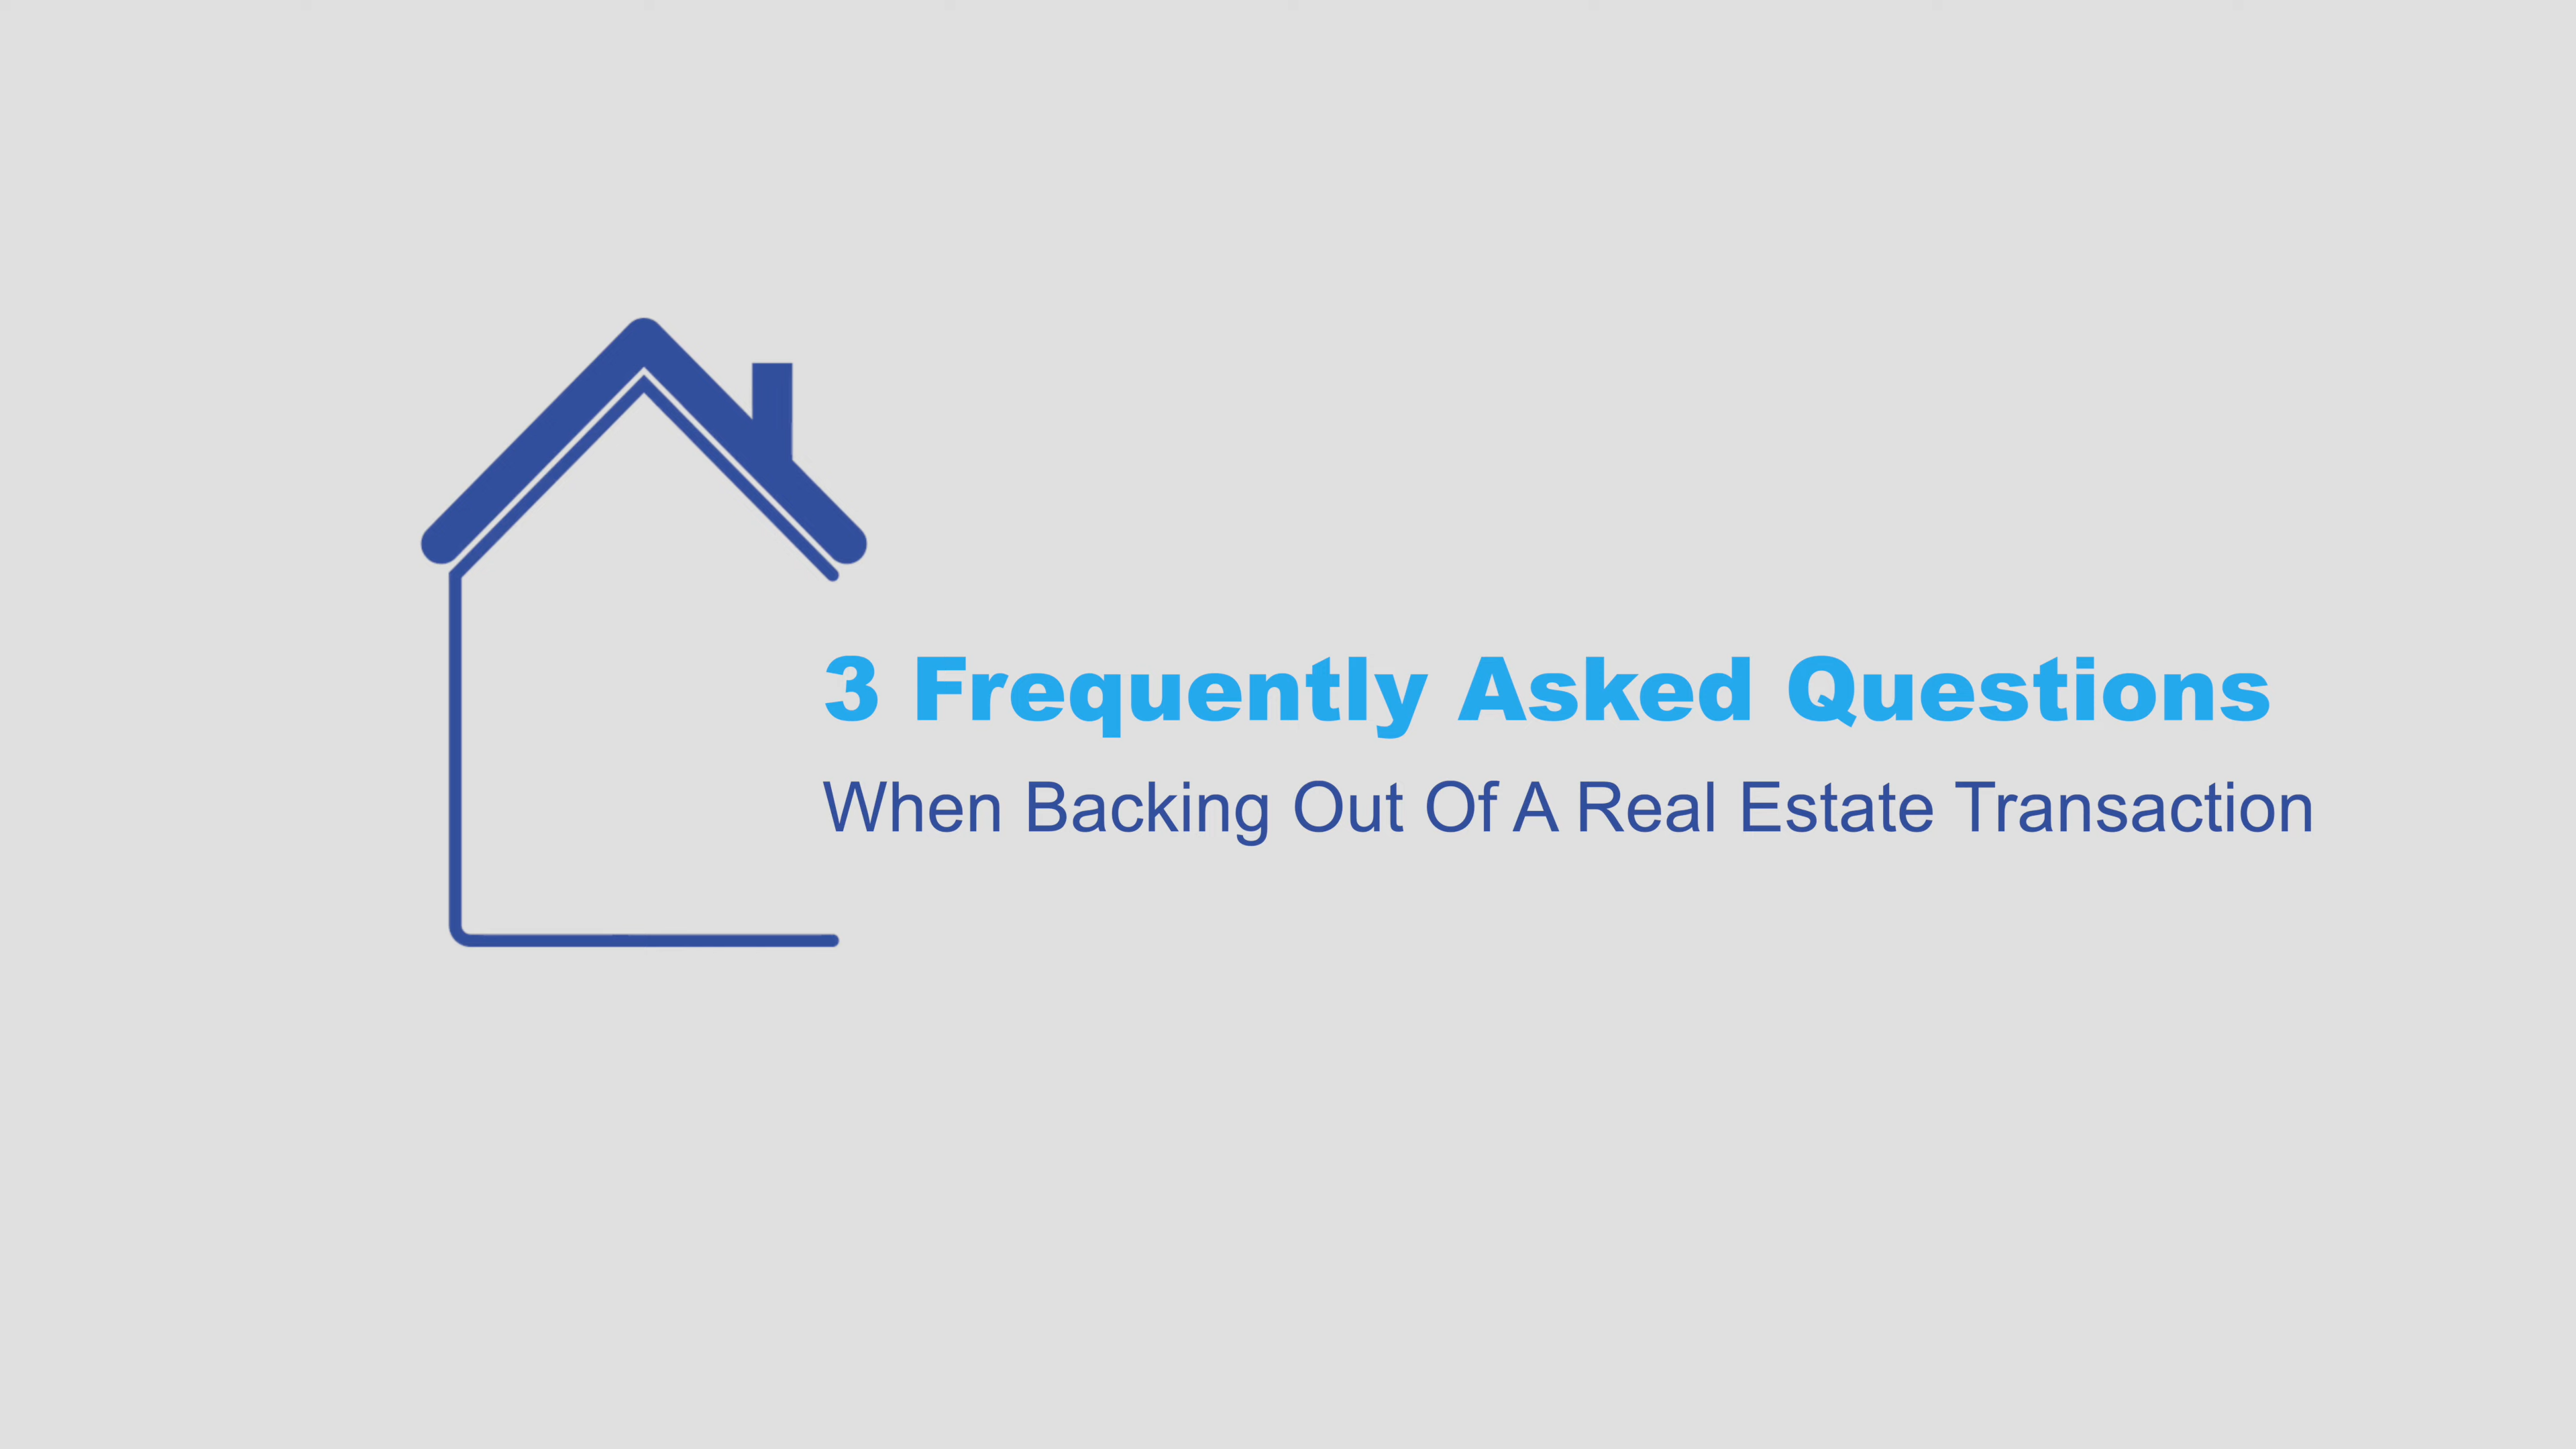 3 Frequently Asked Questions
When Backing Out Of A Real Estate Transaction